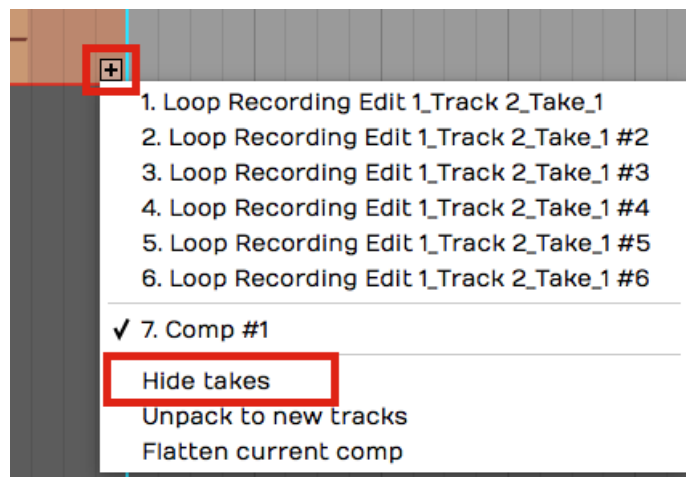 1. Loop Recording Edit 1_Track 2_Take_1
2. Loop Recording Edit 1_Track 2_Take_1 #2
3. Loop Recording Edit 1_Track 2_Take_1 #3
4. Loop Recording Edit 1_Track 2_Take_1 #4
5. Loop Recording Edit 1_Track 2_Take_1 #5
6. Loop Recording Edit 1_Track 2_Take_1 #6
✓ 7. Comp #1
Hide takes
Unpack to new tracks
Flatten current comp